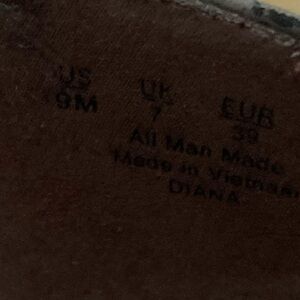 US UK EUR
9M 7 39
All Man Made
Made in Vietnam
DIANA